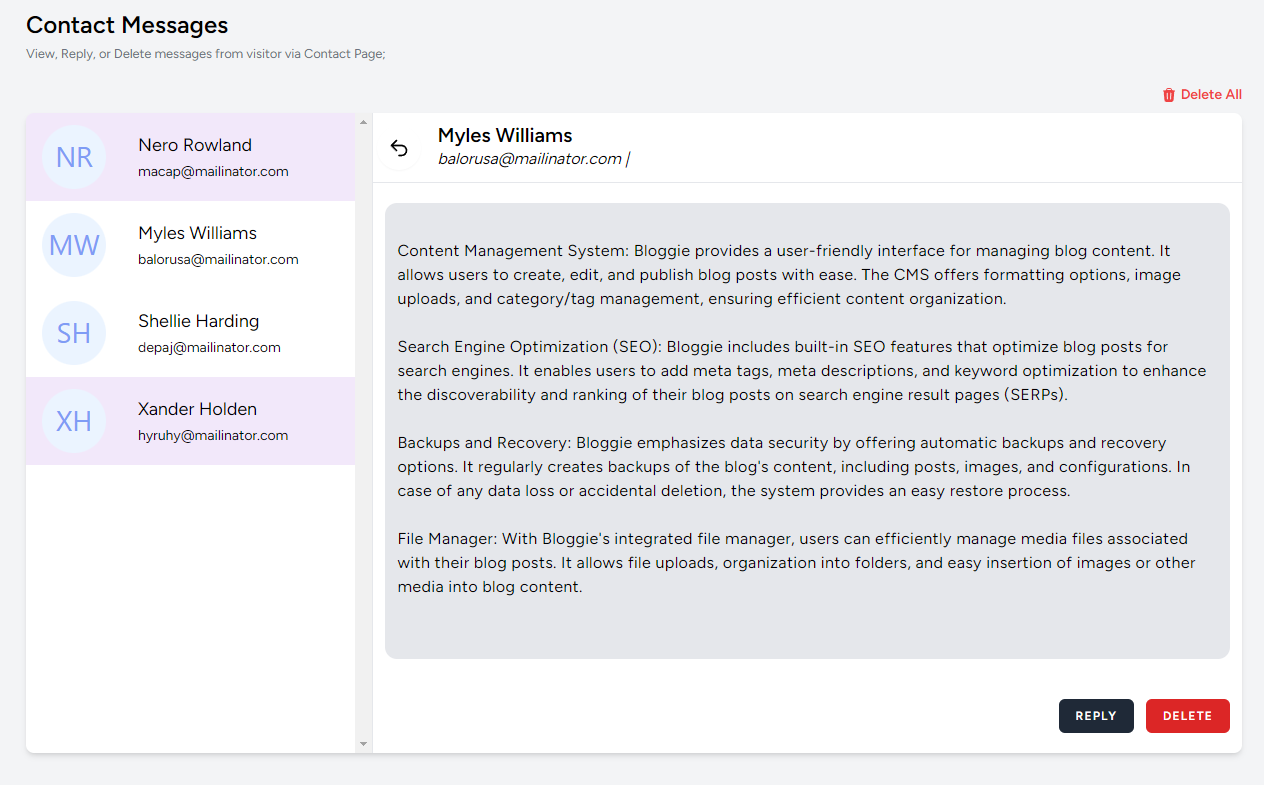 Contact Messages
View, Reply, or Delete messages from visitor via Contact Page;
Delete All
NR
Nero Rowland
macap@mailinator.com
MW
Myles Williams
balorusa@mailinator.com
SH
Shellie Harding
depaj@mailinator.com
XH
Xander Holden
hyruhy@mailinator.com
Myles Williams
balorusa@mailinator.com |
Content Management System: Bloggie provides a user-friendly interface for managing blog content. It
allows users to create, edit, and publish blog posts with ease. The CMS offers formatting options, image
uploads, and category/tag management, ensuring efficient content organization.
Search Engine Optimization (SEO): Bloggie includes built-in SEO features that optimize blog posts for
search engines. It enables users to add meta tags, meta descriptions, and keyword optimization to enhance
the discoverability and ranking of their blog posts on search engine result pages (SERPs).
Backups and Recovery: Bloggie emphasizes data security by offering automatic backups and recovery
options. It regularly creates backups of the blog's content, including posts, images, and configurations. In
case of any data loss or accidental deletion, the system provides an easy restore process.
File Manager: With Bloggie's integrated file manager, users can efficiently manage media files associated
with their blog posts. It allows file uploads, organization into folders, and easy insertion of images or other
media into blog content.
REPLY
DELETE